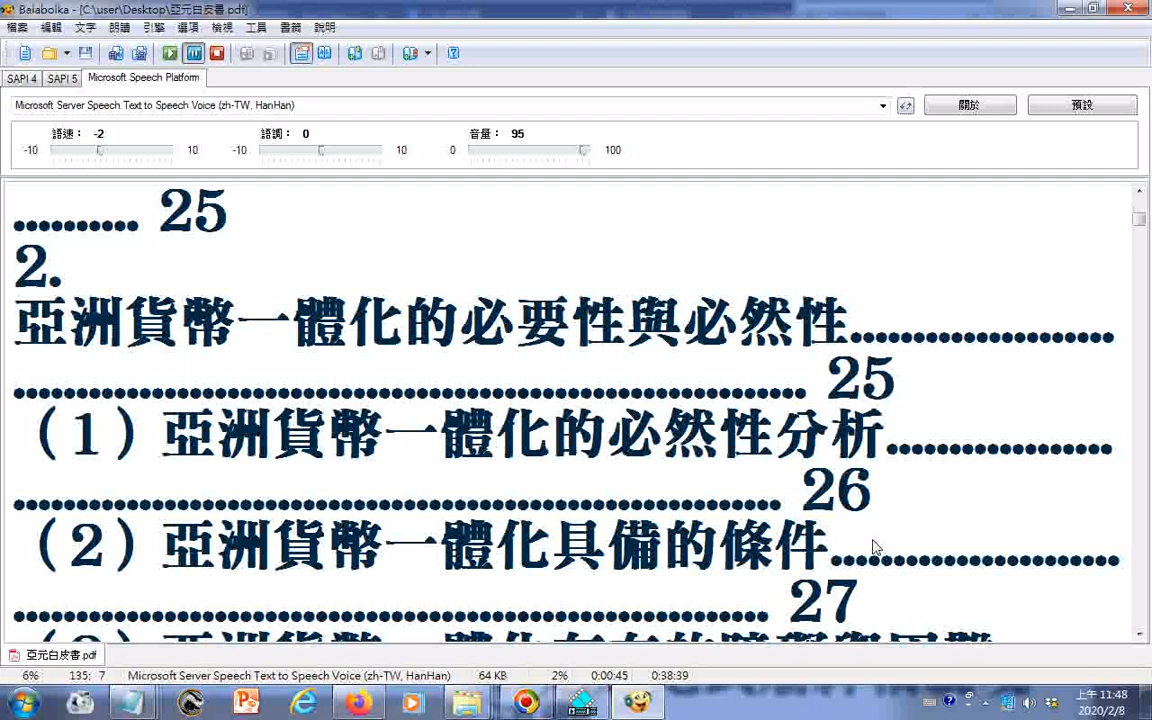 Balabolka - [C:\user\Desktop\亞元白皮書.pdf]
檔案 編輯 文字 朗讀 引擎 選項 檢視 工具 書籤 說明
SAPI 4 SAPI 5 Microsoft Speech Platform
Microsoft Server Speech Text to Speech Voice (zh-TW, HanHan) 關於 預設
語速： -2 語調： 0 音量： 95
-10 10 -10 10 0 100
.......... 25
2.
亞洲貨幣一體化的必要性與必然性.....................
............................................................... 25
（1）亞洲貨幣一體化的必然性分析..................
............................................................. 26
（2）亞洲貨幣一體化具備的條件.......................
............................................................ 27
亞元白皮書.pdf
6% 135: 7 Microsoft Server Speech Text to Speech Voice (zh-TW, HanHan) 64 KB 2% 0:00:45 0:38:39
上午 11:48
2020/2/8